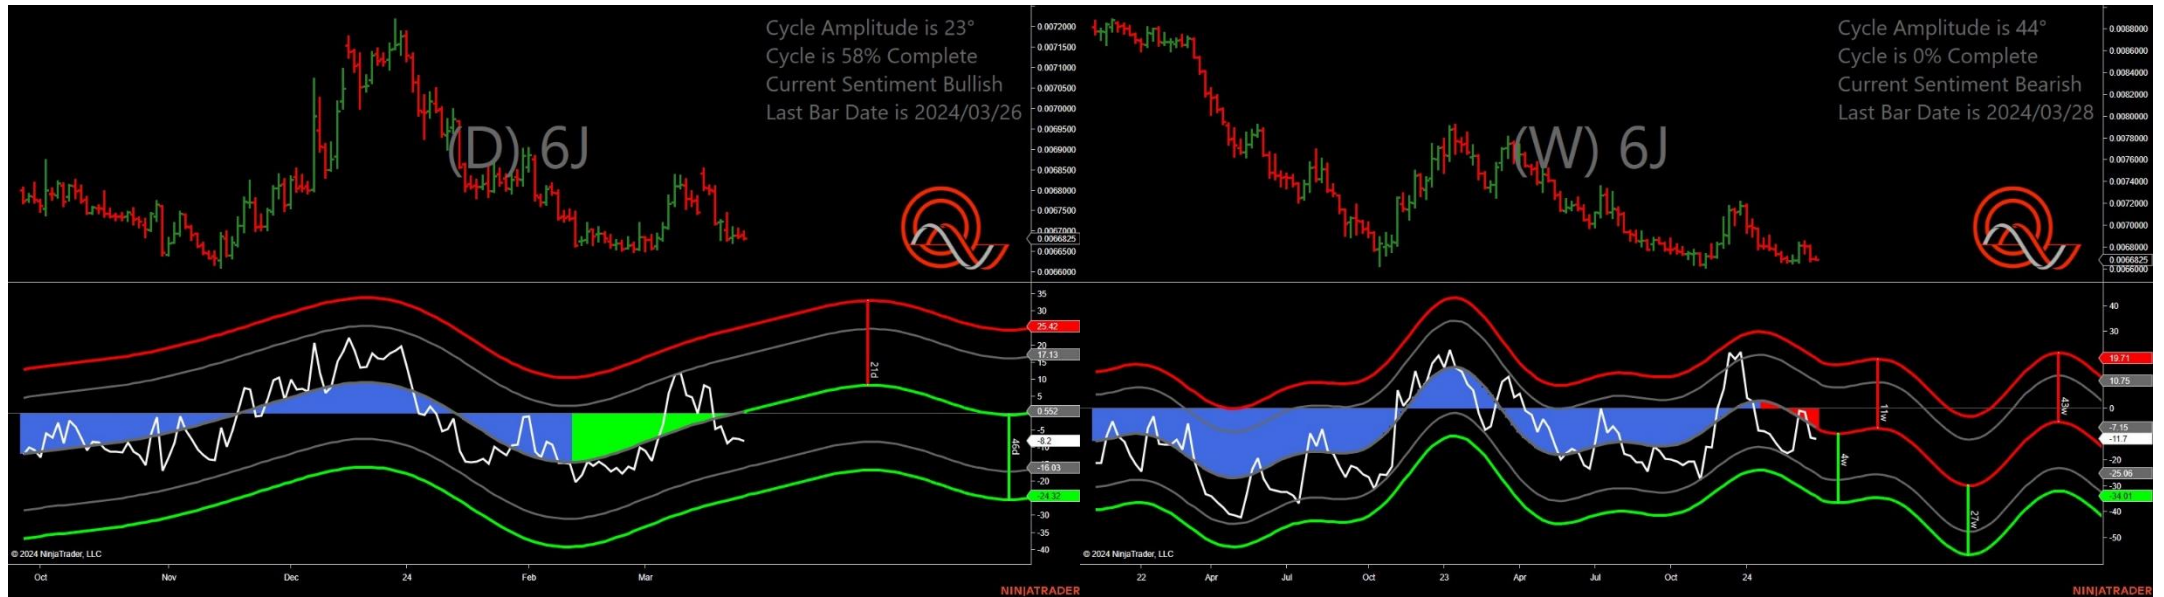 Cycle Amplitude is 23°
Cycle is 58% Complete
Current Sentiment Bullish
Last Bar Date is 2024/03/26
(D) 6J
0.0072000
0.0071500
0.0071000
0.0070500
0.0070000
0.0069500
0.0069000
0.0068500
0.0068000
0.0067500
0.0067000
0.0066825
0.0066500
0.0066000
35
30
25.42
17.13
15
10
5
0.552
-5
-8.2
-10
-16.03
-20
-24.32
-30
-35
-40
21d
46d
© 2024 NinjaTrader, LLC
Oct Nov Dec 24 Feb Mar
NINJATRADER
Cycle Amplitude is 44°
Cycle is 0% Complete
Current Sentiment Bearish
Last Bar Date is 2024/03/28
(W) 6J
0.0088000
0.0086000
0.0084000
0.0082000
0.0080000
0.0078000
0.0076000
0.0074000
0.0072000
0.0070000
0.0068000
0.0066825
0.0066000
40
30
19.71
10.75
0
-7.15
-11.7
-20
-25.06
-30
-34.01
-40
-50
4w
11w
27w
43w
© 2024 NinjaTrader, LLC
22 Apr Jul Oct 23 Apr Jul Oct 24
NINJATRADER